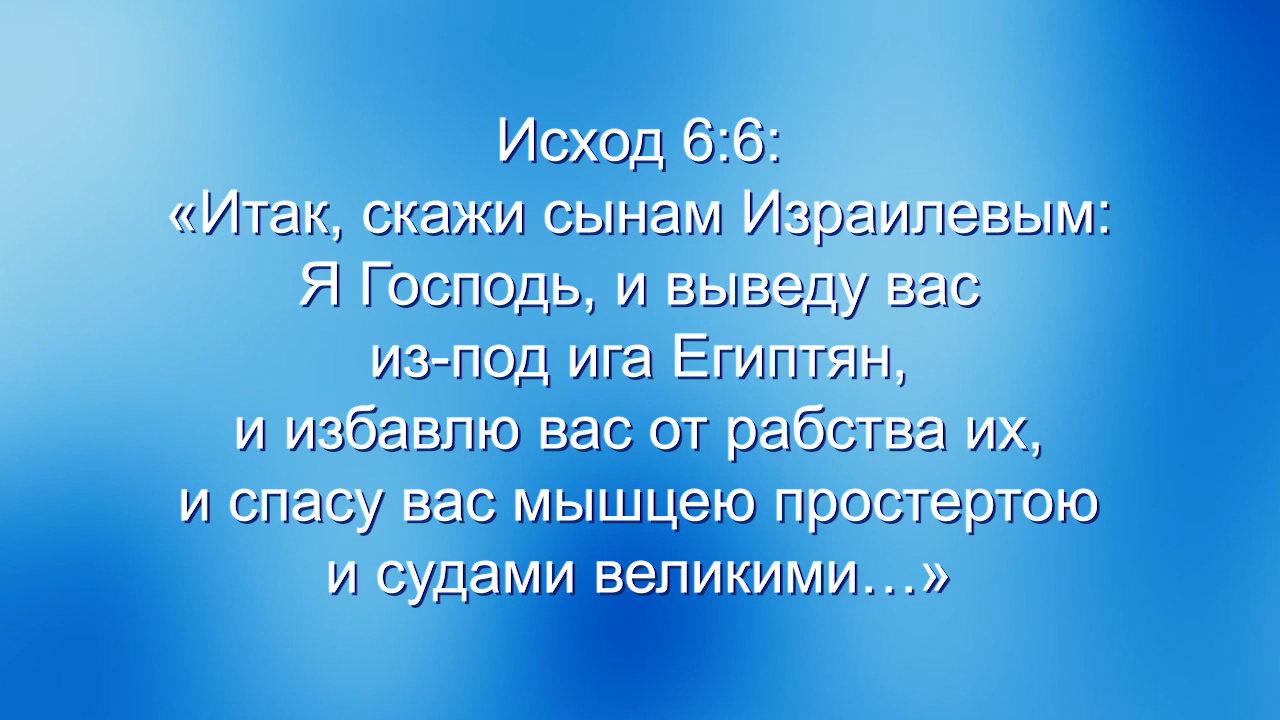 Исход 6:6:
«Итак, скажи сынам Израилевым:
Я Господь, и выведу вас
из-под ига Египтян,
и избавлю вас от рабства их,
и спасу вас мышцею простертою
и судами великими…»